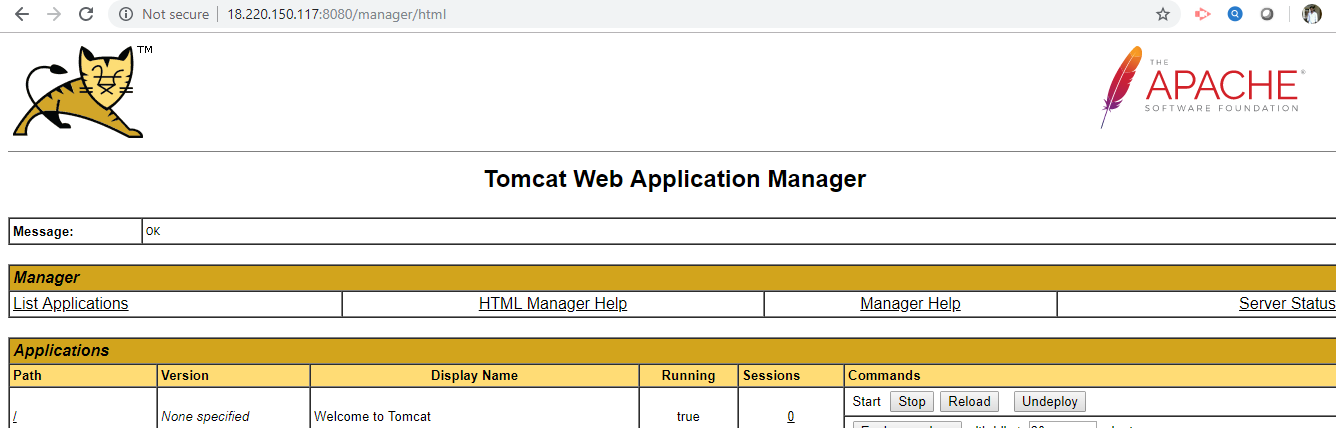 Not secure | 18.220.150.117:8080/manager/html
TM
THE
APACHE®
SOFTWARE FOUNDATION
Tomcat Web Application Manager
Message: OK
Manager
List Applications HTML Manager Help Manager Help Server Status
Applications
Path Version Display Name Running Sessions Commands
/ None specified Welcome to Tomcat true 0 Start Stop Reload Undeploy